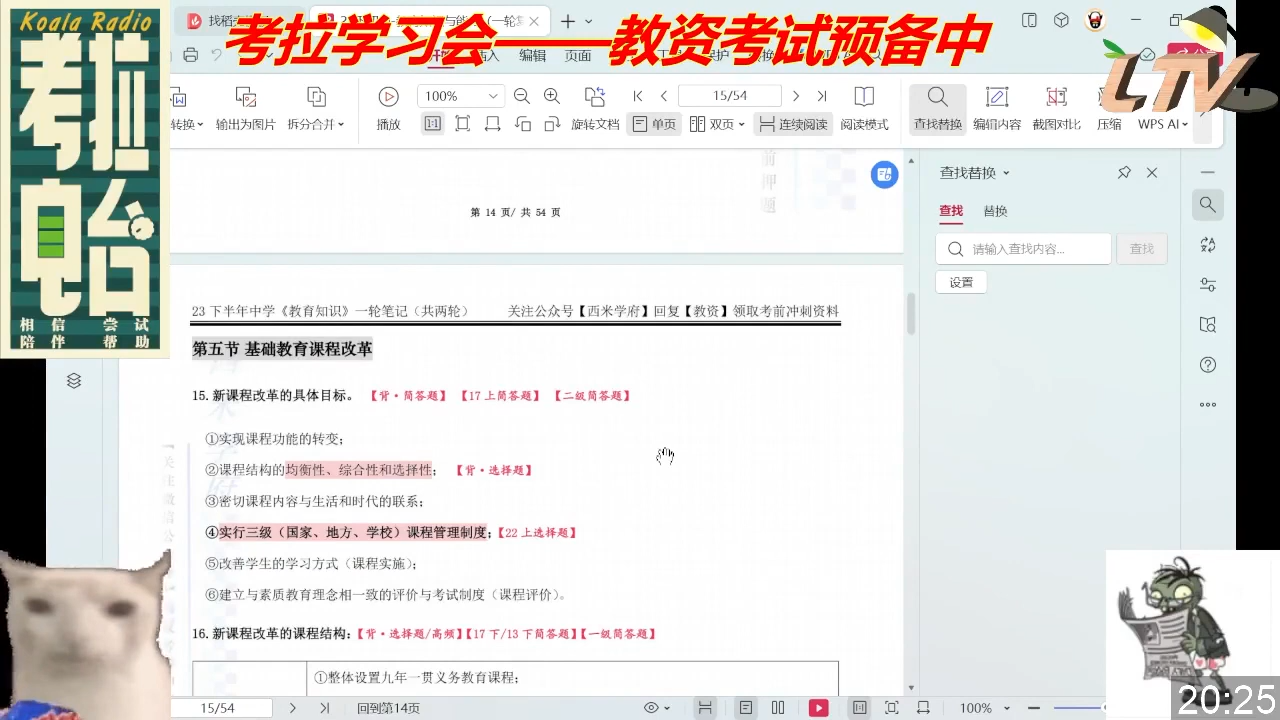 Koala Radio
考拉电台
相信 尝试
陪伴 帮助
考拉学习会——教资考试预备中
LTV
插入 编辑 页面
转换 输出为图片 拆分合并 播放 100% 旋转文档 单页 双页 连续阅读 阅读模式 查找替换 编辑内容 截图对比 压缩 WPS AI
15/54
前
押
题
第 14 页/ 共 54 页
查找替换
查找 替换
请输入查找内容... 查找
设置
23 下半年中学《教育知识》一轮笔记（共两轮） 关注公众号【西米学府】回复【教资】领取考前冲刺资料
第五节 基础教育课程改革
15.新课程改革的具体目标。【背·简答题】【17 上简答题】【二级简答题】
①实现课程功能的转变；
②课程结构的均衡性、综合性和选择性；【背·选择题】
③密切课程内容与生活和时代的联系；
④实行三级（国家、地方、学校）课程管理制度；【22 上选择题】
⑤改善学生的学习方式（课程实施）；
⑥建立与素质教育理念相一致的评价与考试制度（课程评价）。
16.新课程改革的课程结构：【背·选择题/高频】【17 下/13 下简答题】【一级简答题】
①整体设置九年一贯义务教育课程；
15/54 回到第14页 100%
20:25